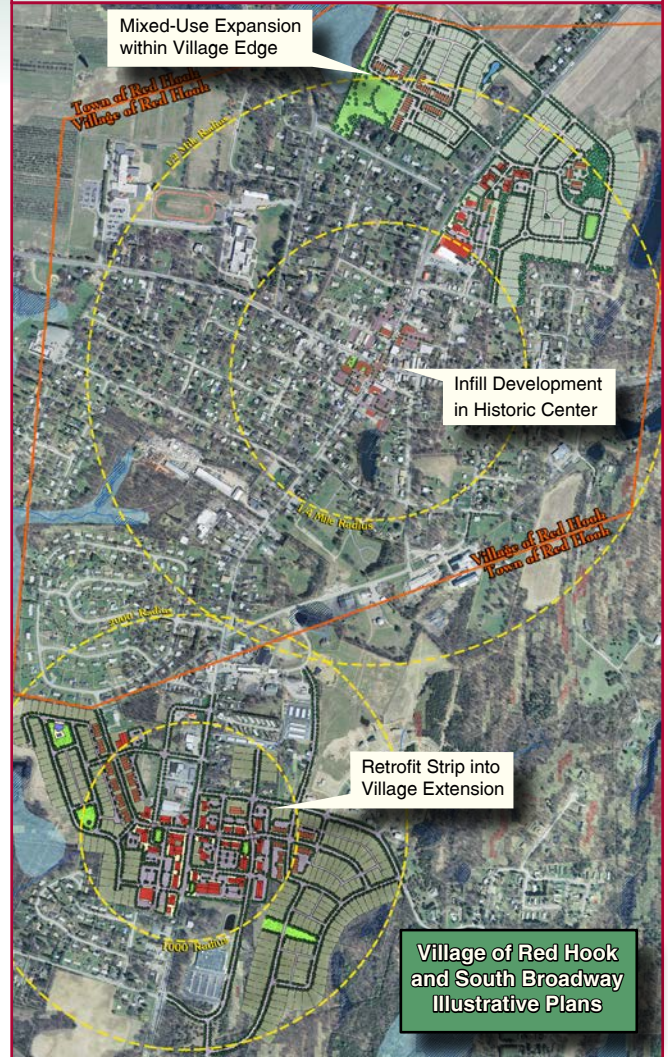 Mixed-Use Expansion
within Village Edge
Town of Red Hook
Village of Red Hook
1/2 Mile Radius
Infill Development
in Historic Center
1/4 Mile Radius
Village of Red Hook
Town of Red Hook
2000' Radius
Retrofit Strip into
Village Extension
1000' Radius
Village of Red Hook
and South Broadway
Illustrative Plans